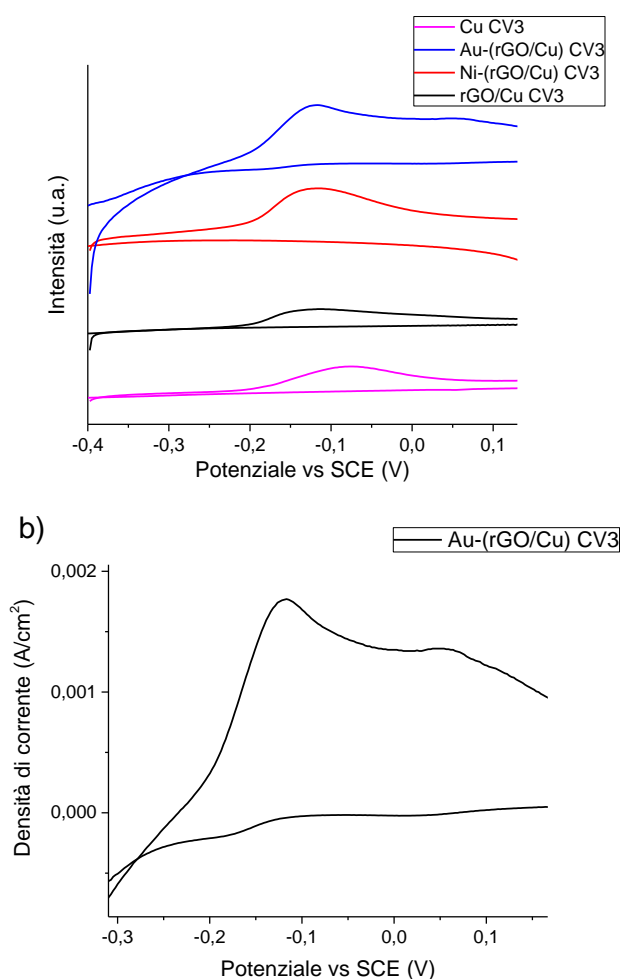 Cu CV3
Au-(rGO/Cu) CV3
Ni-(rGO/Cu) CV3
rGO/Cu CV3
Intensità (u.a.)
-0,4 -0,3 -0,2 -0,1 0,0 0,1
Potenziale vs SCE (V)
b)
Au-(rGO/Cu) CV3
0,002
0,001
0,000
Densità di corrente (A/cm²)
-0,3 -0,2 -0,1 0,0 0,1
Potenziale vs SCE (V)